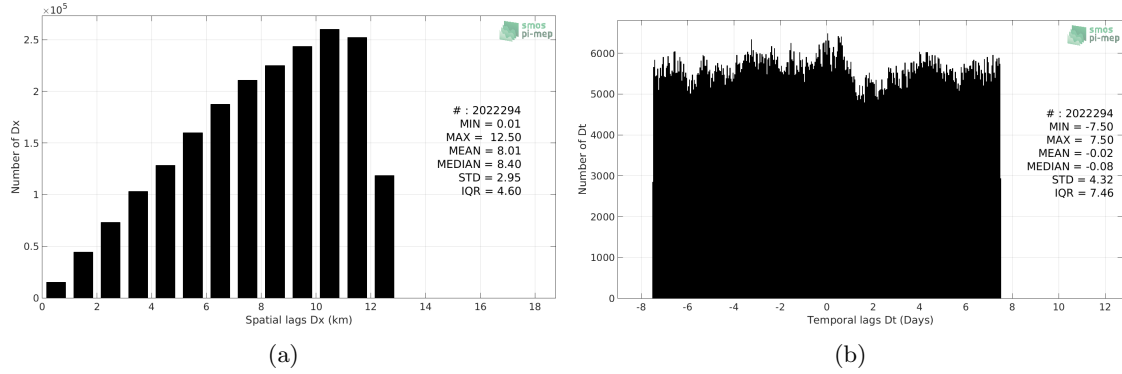 ×10⁵
smos
pi-mep
2.5
2
1.5
1
0.5
0
Number of Dx
# : 2022294
MIN = 0.01
MAX = 12.50
MEAN = 8.01
MEDIAN = 8.40
STD = 2.95
IQR = 4.60
0 2 4 6 8 10 12 14 16 18
Spatial lags Dx (km)
(a)
smos
pi-mep
6000
5000
4000
3000
2000
1000
0
Number of Dt
# : 2022294
MIN = -7.50
MAX = 7.50
MEAN = -0.02
MEDIAN = -0.08
STD = 4.32
IQR = 7.46
-8 -6 -4 -2 0 2 4 6 8 10 12
Temporal lags Dt (Days)
(b)